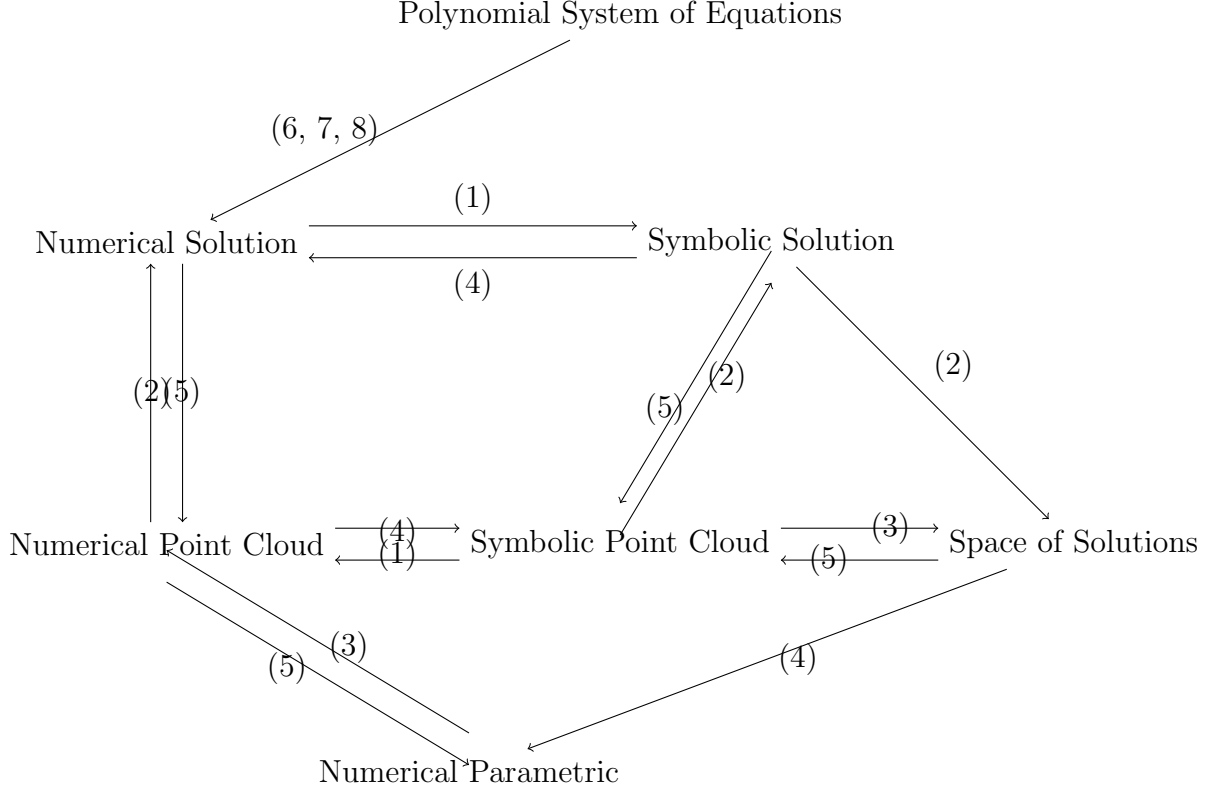 Polynomial System of Equations
(6, 7, 8)
(1)
Numerical Solution
Symbolic Solution
(4)
(2)
(2)
(2)
(5)
(5)
Numerical Point Cloud
(4)
(1)
Symbolic Point Cloud
(3)
(5)
Space of Solutions
(3)
(5)
(4)
Numerical Parametric